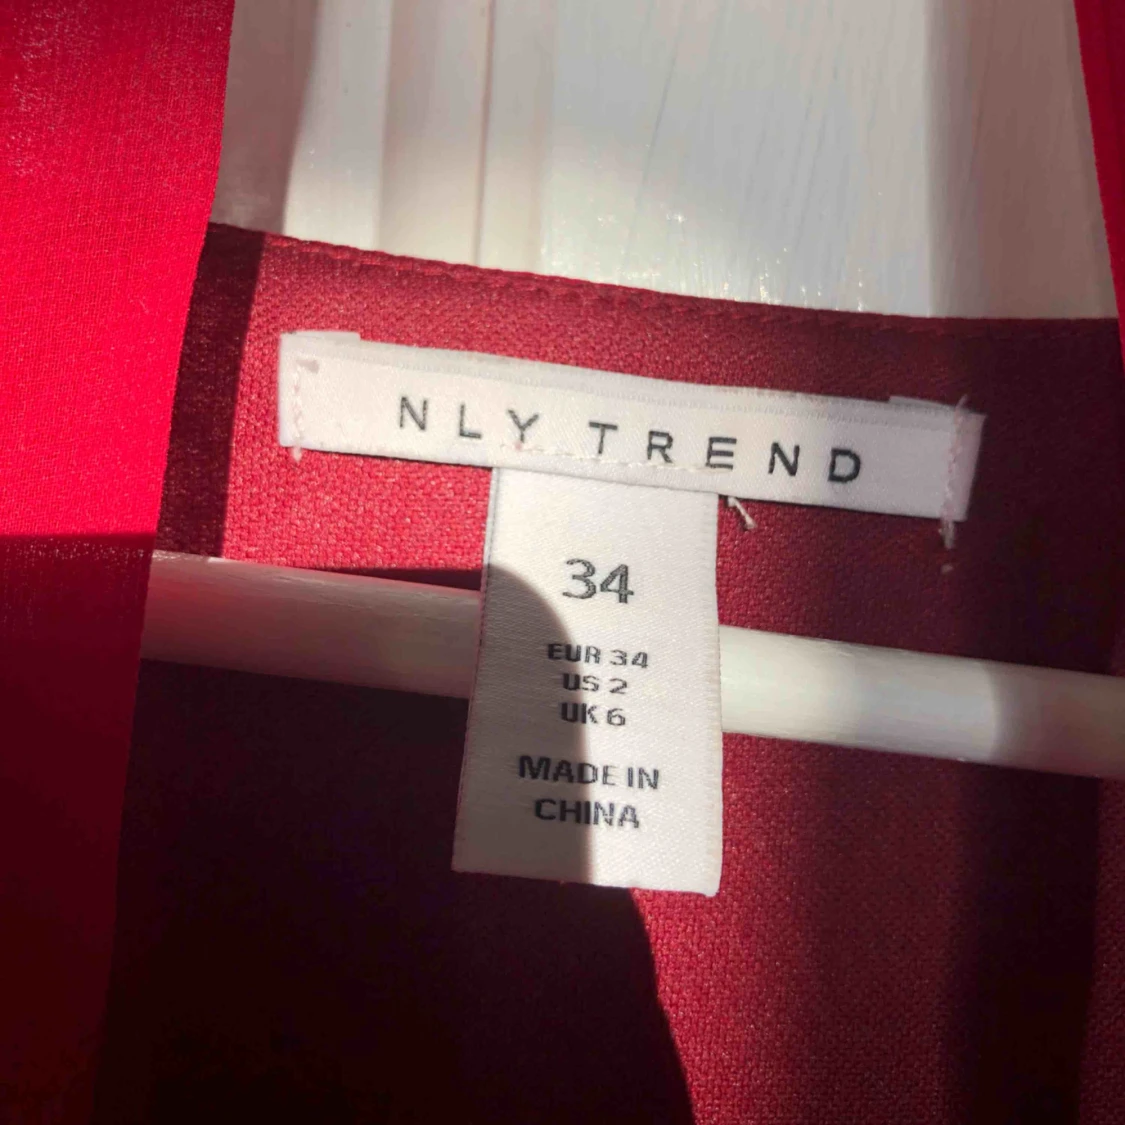 NLY TREND
34
EUR 34
US 2
UK 6
MADE IN
CHINA